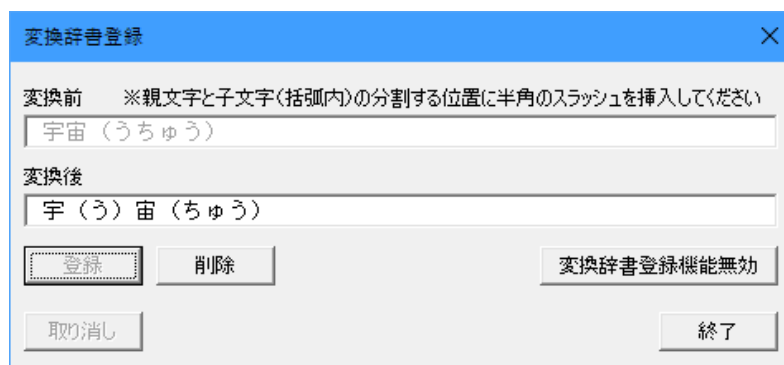 変換辞書登録
変換前 ※親文字と子文字(括弧内)の分割する位置に半角のスラッシュを挿入してください
宇宙（うちゅう）
変換後
宇（う）宙（ちゅう）
登録 削除 変換辞書登録機能無効
取り消し 終了